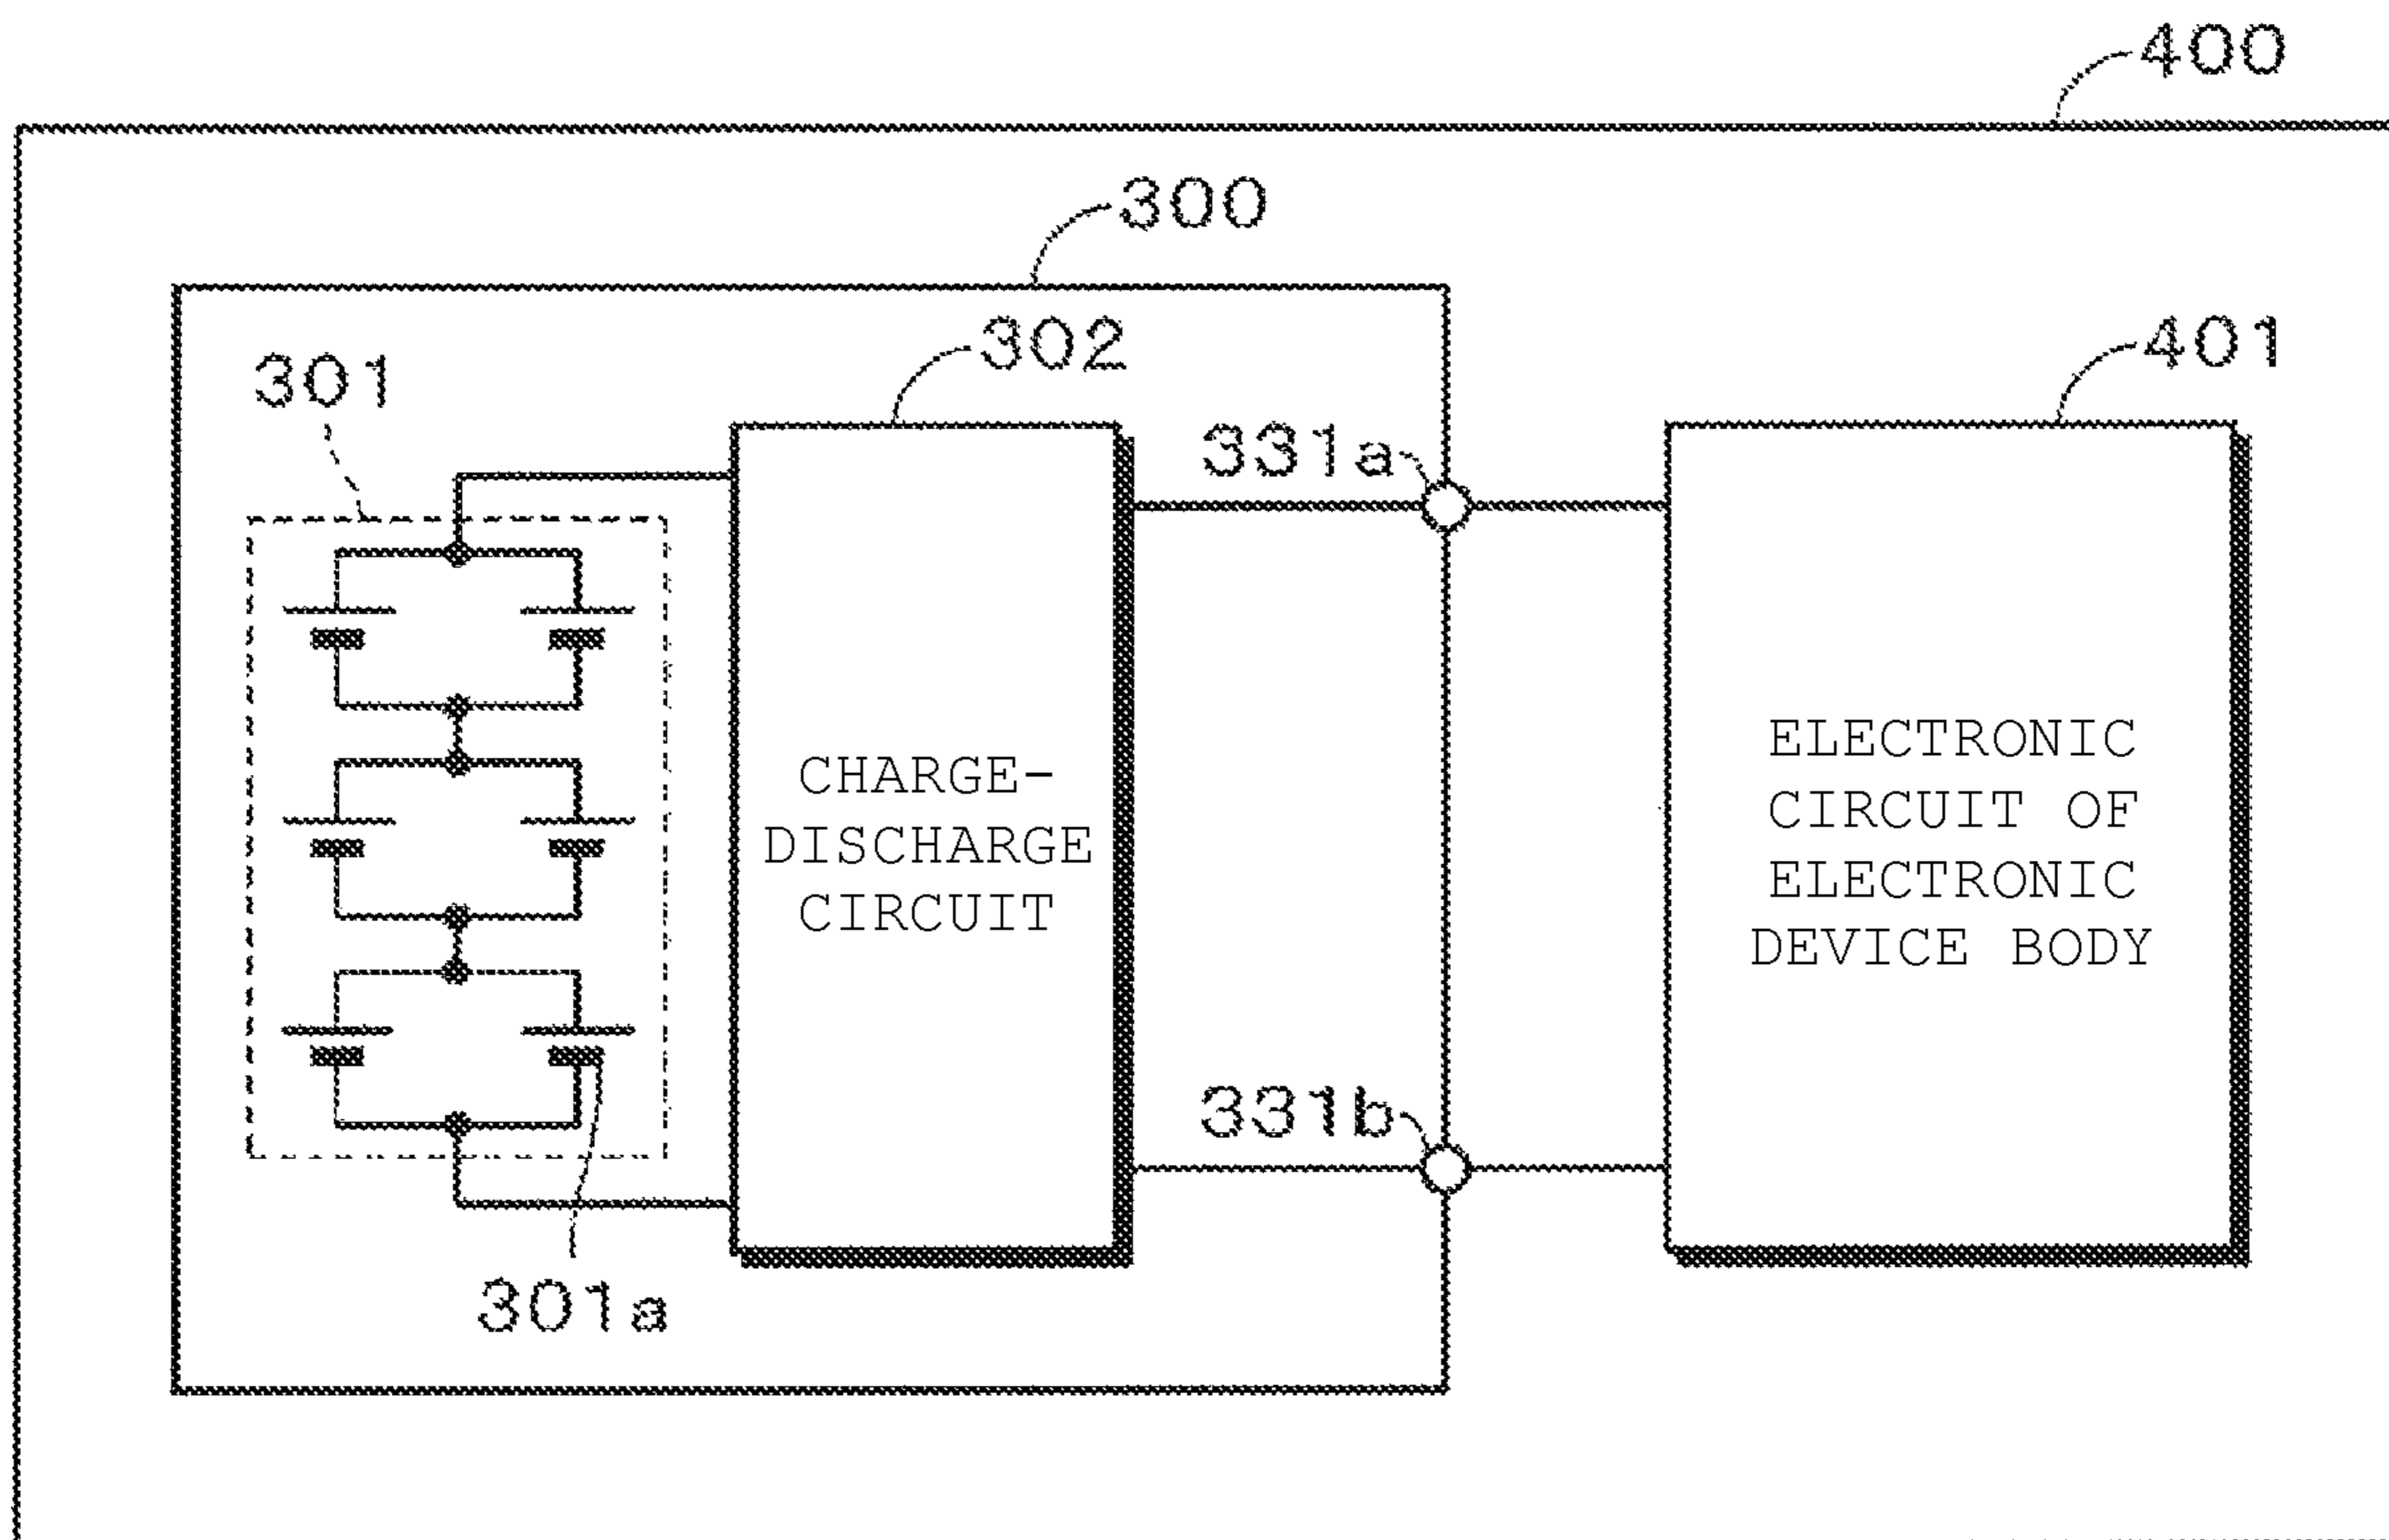 400
300
302
301
401
331a
CHARGE-
DISCHARGE
CIRCUIT
ELECTRONIC
CIRCUIT OF
ELECTRONIC
DEVICE BODY
331b
301a